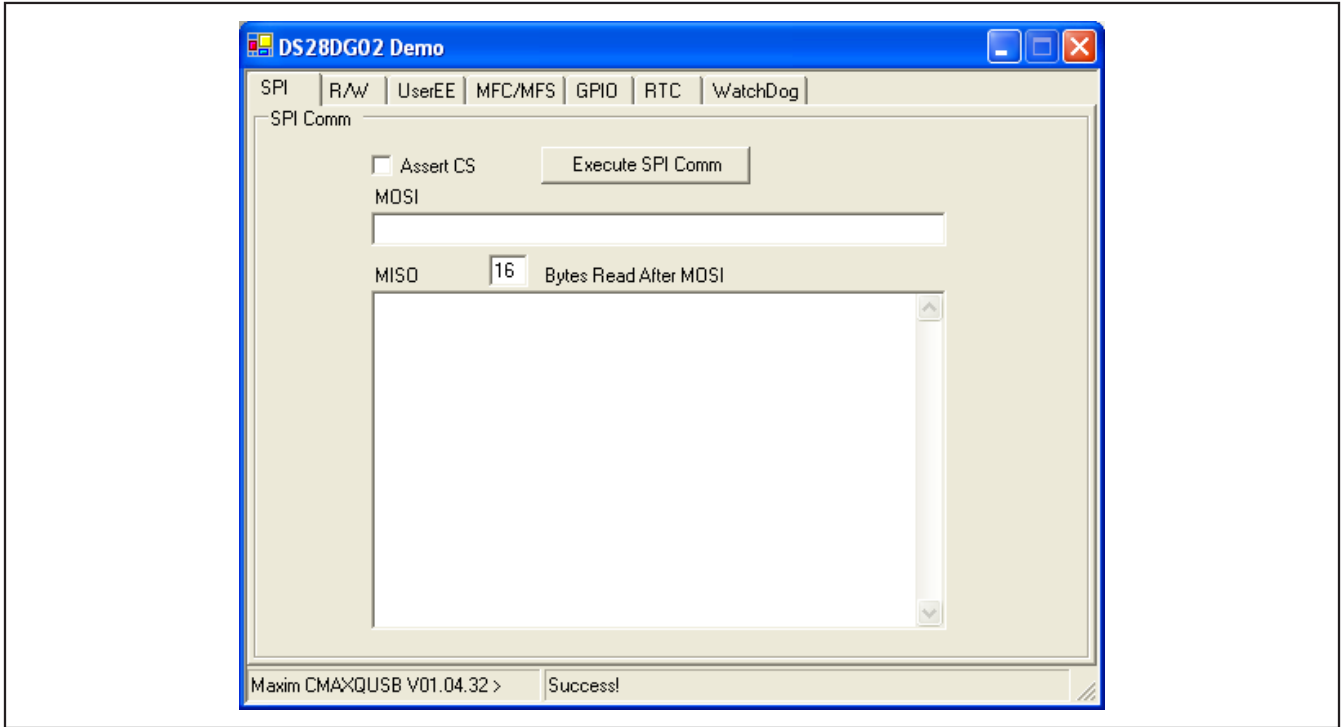 DS28DG02 Demo
SPI R/W UserEE MFC/MFS GPIO RTC WatchDog
SPI Comm
Assert CS Execute SPI Comm
MOSI
MISO 16 Bytes Read After MOSI
Maxim CMAXQUSB V01.04.32 > Success!